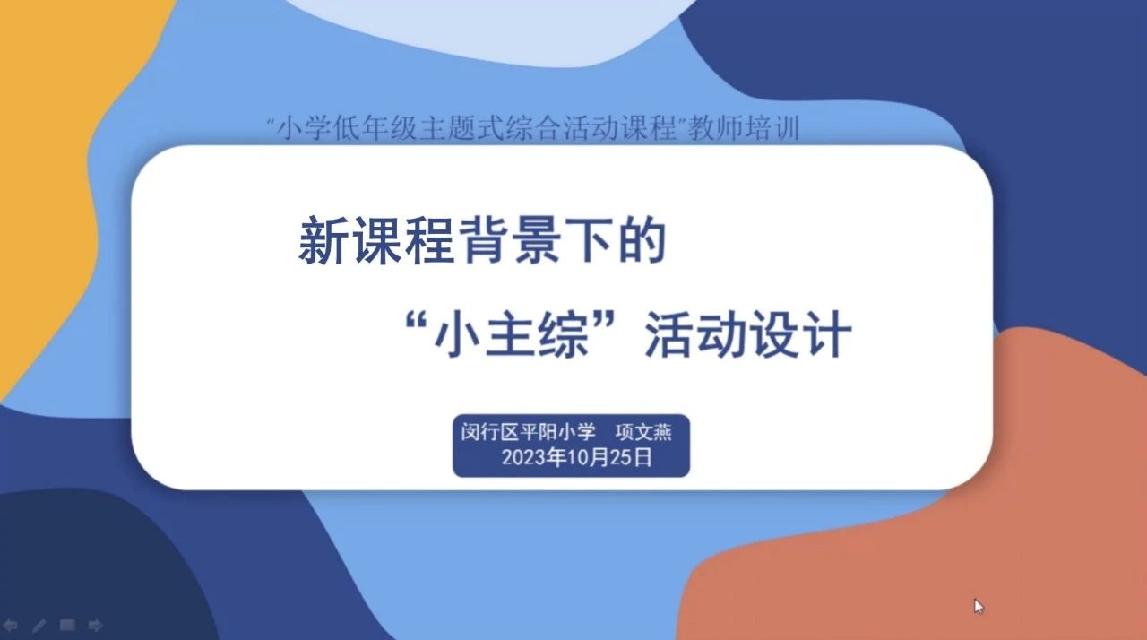 “小学低年级主题式综合活动课程”教师培训
新课程背景下的
“小主综”活动设计
闵行区平阳小学 项文燕
2023年10月25日